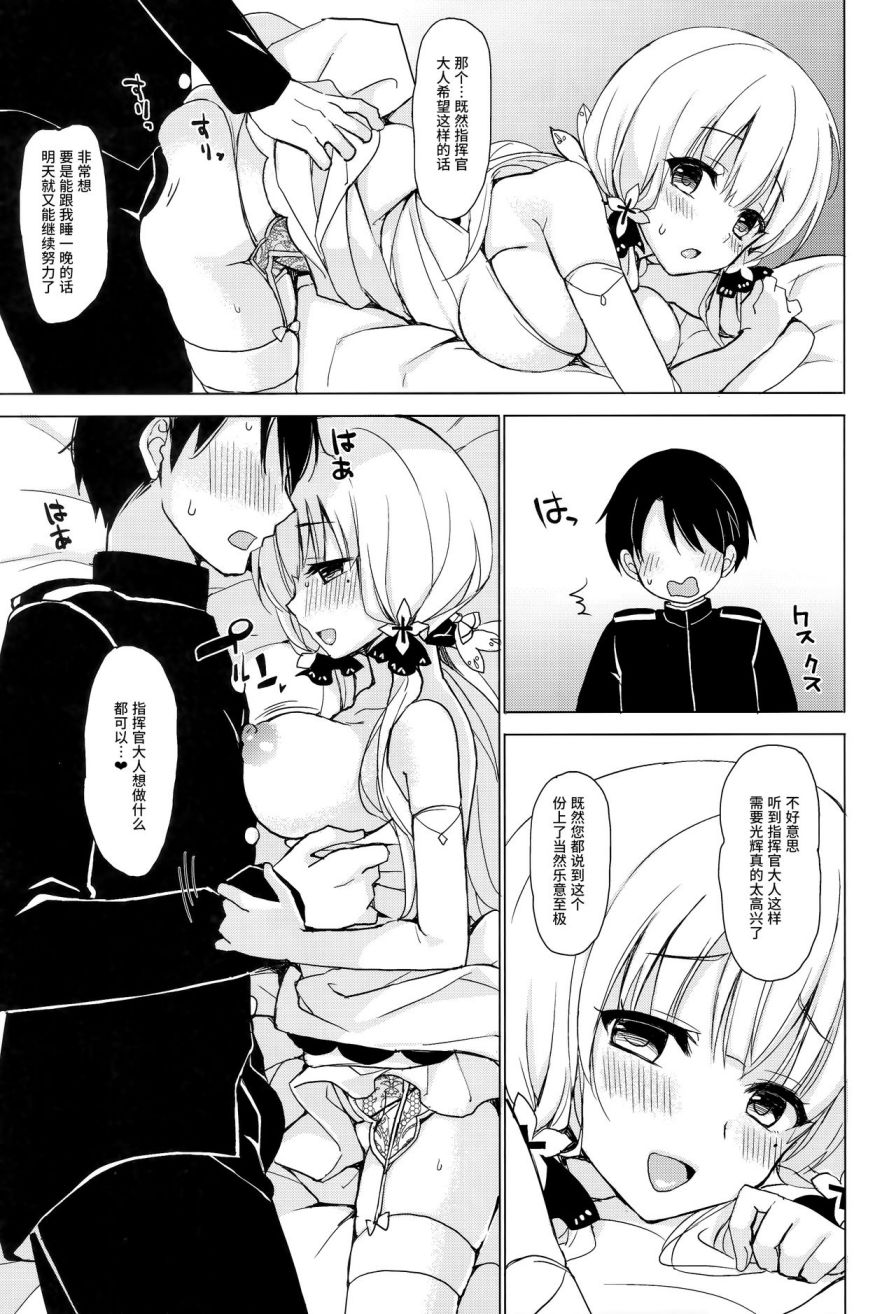 那个…既然指挥官
大人希望这样的话
すりっ
すりっ
非常想
要是能跟我睡一晚的话
明天就又能继续努力了
はっ
クスクス
不好意思
听到指挥官大人这样
需要光辉真的太高兴了
既然您都说到这个
份上了当然乐意至极
はぁ
はぁ
指挥官大人想做什么
都可以…❤